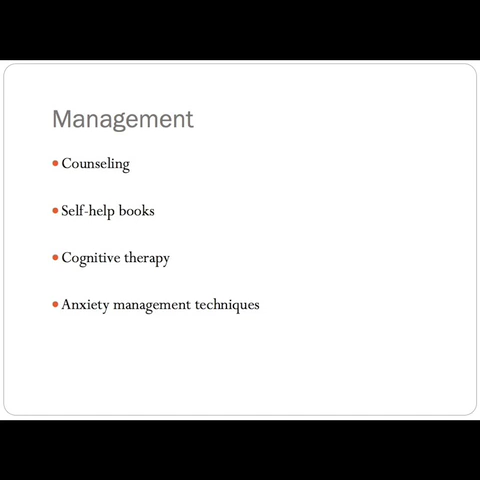 Management
• Counseling
• Self-help books
• Cognitive therapy
• Anxiety management techniques